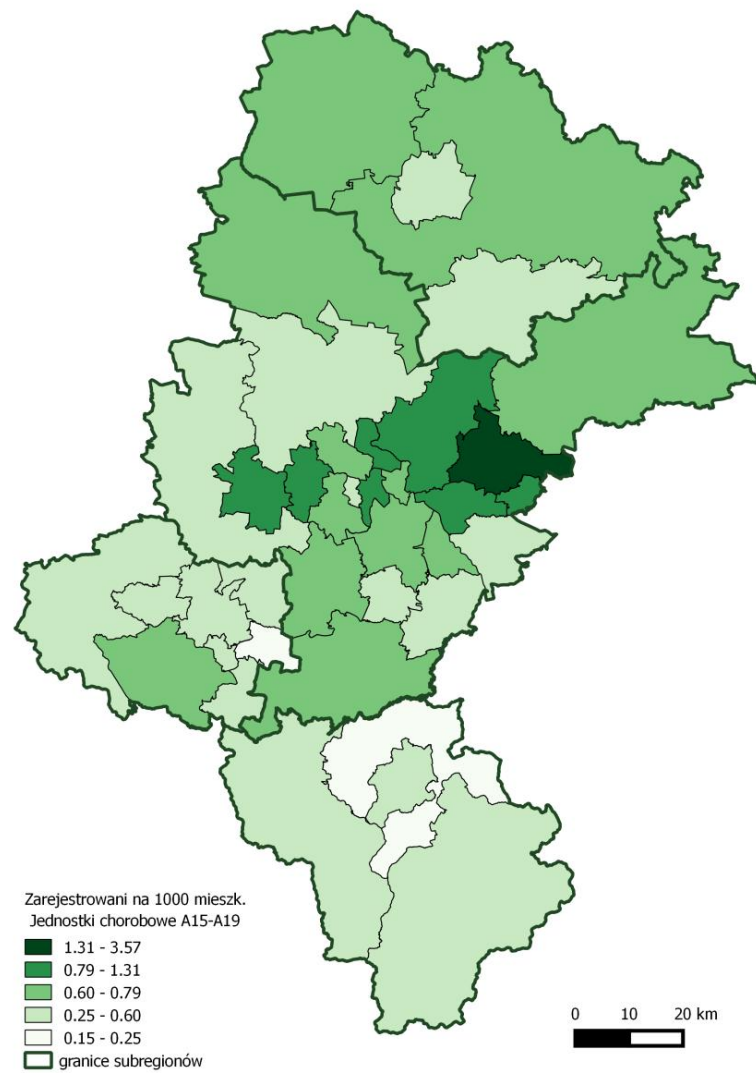 Zarejestrowani na 1000 mieszk.
Jednostki chorobowe A15-A19
1.31 - 3.57
0.79 - 1.31
0.60 - 0.79
0.25 - 0.60
0.15 - 0.25
granice subregionów
0 10 20 km